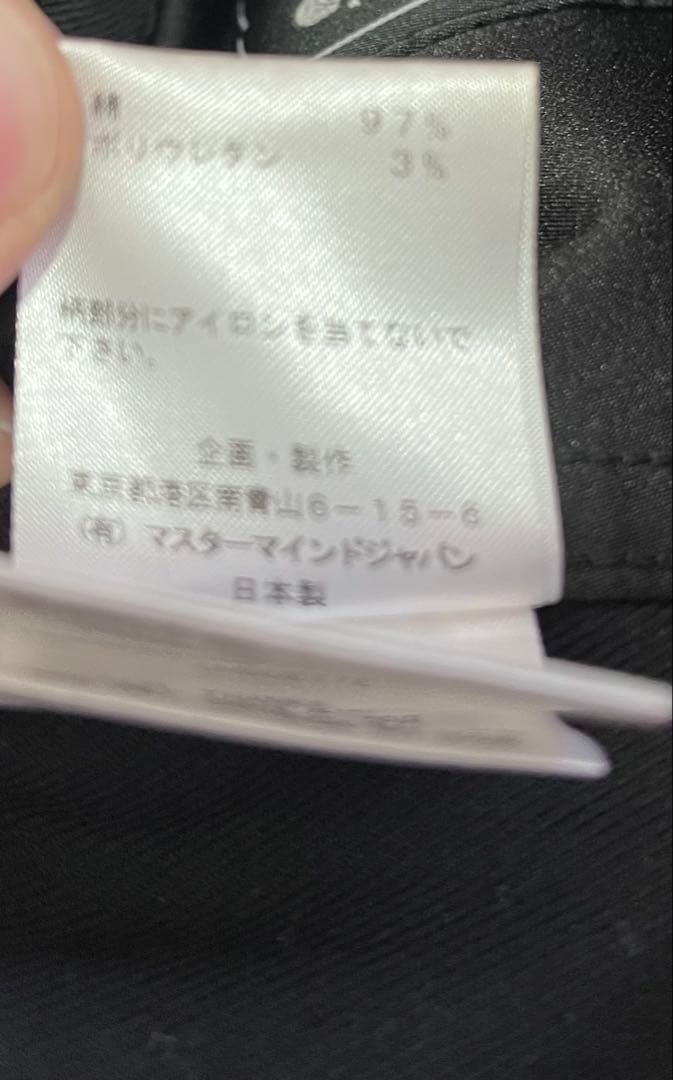 綿 97%
ポリウレタン 3%
柄部分にアイロンを当てないで
下さい。
企画・製作
東京都港区南青山6-15-6
(有) マスターマインドジャパン
日本製